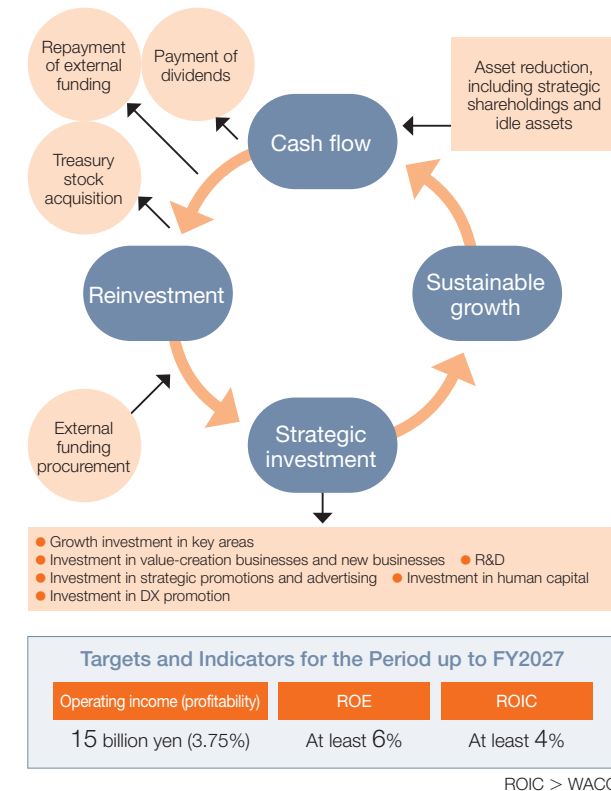 Repayment
of external
funding
Payment of
dividends
Asset reduction,
including strategic
shareholdings and
idle assets
Cash flow
Treasury
stock
acquisition
Reinvestment
Sustainable
growth
External
funding
procurement
Strategic
investment
● Growth investment in key areas
● Investment in value-creation businesses and new businesses ● R&D
● Investment in strategic promotions and advertising ● Investment in human capital
● Investment in DX promotion
Targets and Indicators for the Period up to FY2027
Operating income (profitability) ROE ROIC
15 billion yen (3.75%) At least 6% At least 4%
ROIC > WACC